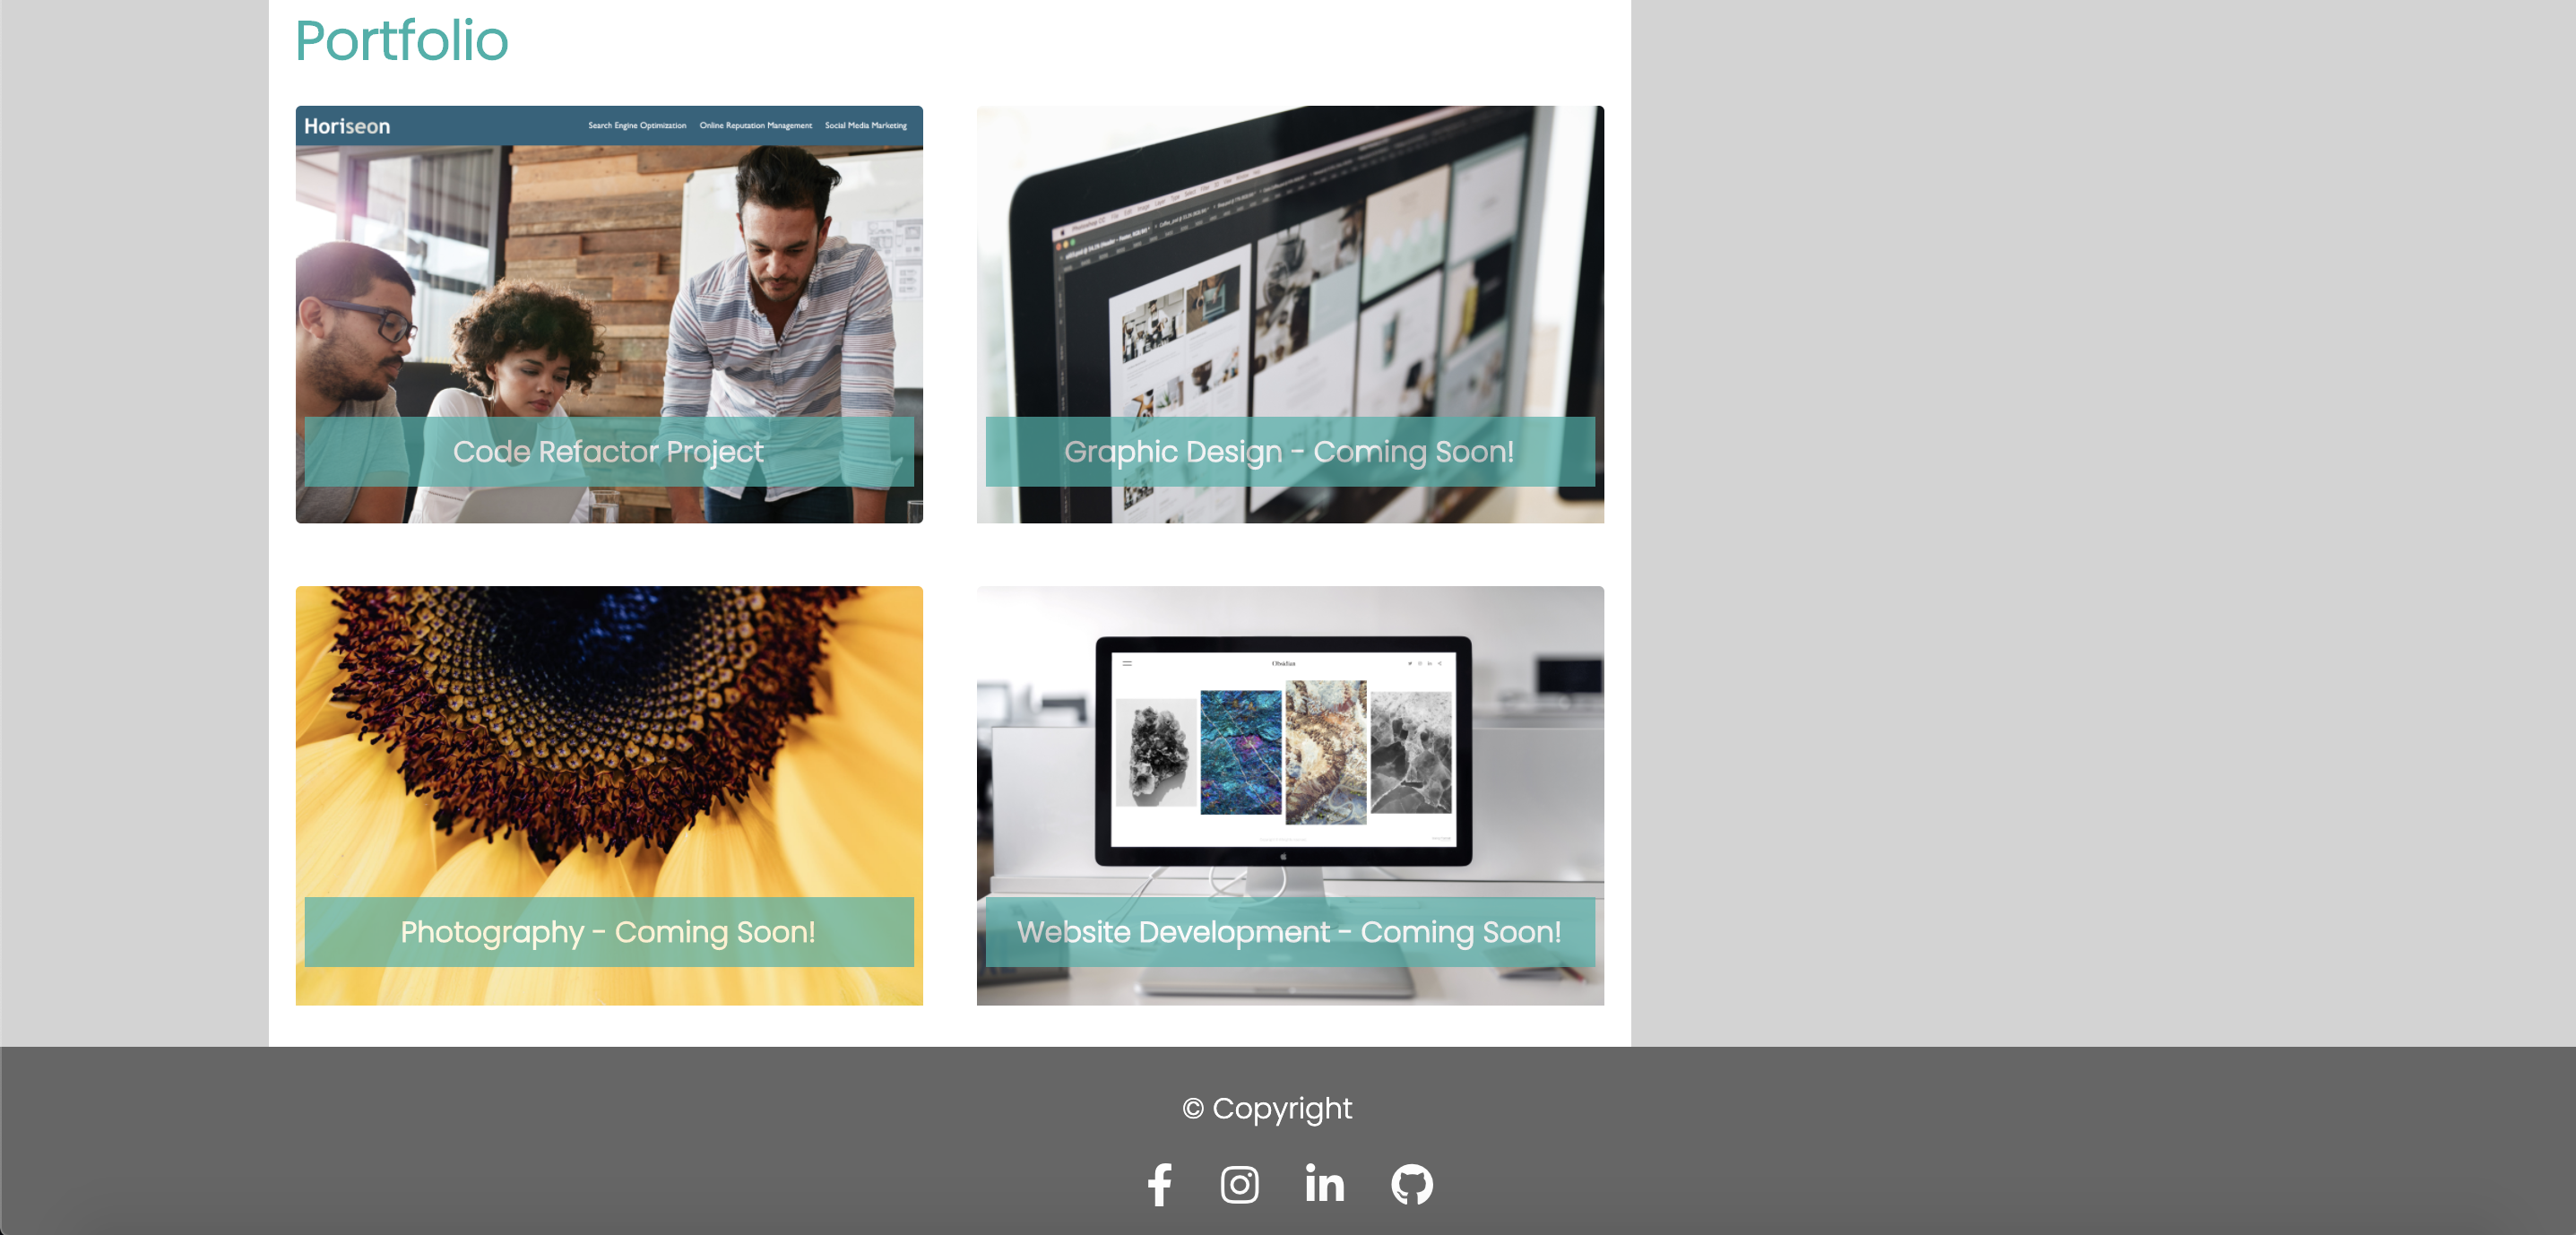 Portfolio
Horiseon
Search Engine Optimization Online Reputation Management Social Media Marketing
Code Refactor Project
Graphic Design - Coming Soon!
Obsidian
Photography - Coming Soon!
Website Development - Coming Soon!
© Copyright